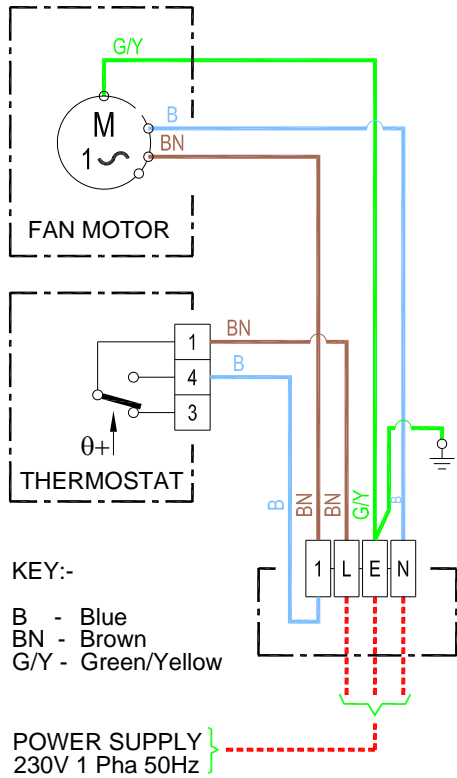 G/Y
B
M
BN
1
FAN MOTOR
1
BN
4
B
3
θ+
THERMOSTAT
B
BN
BN
G/Y
B
1 L E N
KEY:-
B - Blue
BN - Brown
G/Y - Green/Yellow
POWER SUPPLY
230V 1 Pha 50Hz